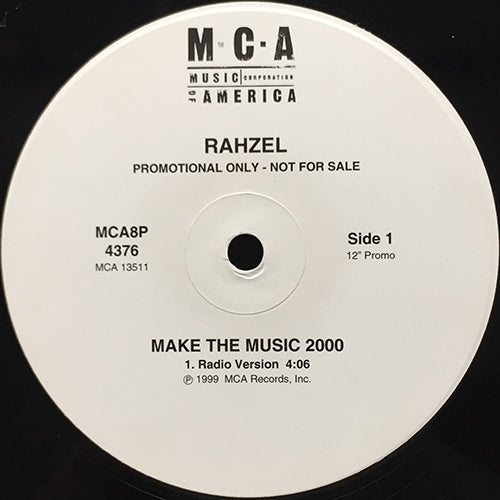 M·C·A
TM
MUSIC CORPORATION
OF AMERICA
RAHZEL
PROMOTIONAL ONLY - NOT FOR SALE
MCA8P
4376
MCA 13511
Side 1
12" Promo
MAKE THE MUSIC 2000
1. Radio Version 4:06
℗ 1999 MCA Records, Inc.